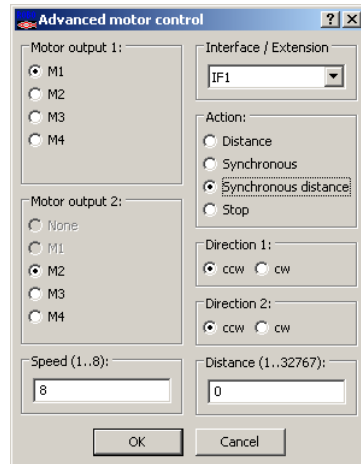 Advanced motor control
Motor output 1:
M1
M2
M3
M4
Motor output 2:
None
M1
M2
M3
M4
Speed (1..8):
8
Interface / Extension
IF1
Action:
Distance
Synchronous
Synchronous distance
Stop
Direction 1:
ccw cw
Direction 2:
ccw cw
Distance (1..32767):
0
OK Cancel